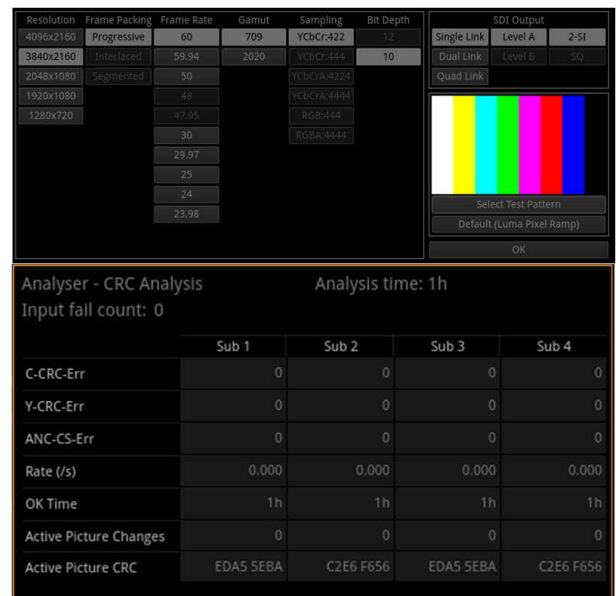 Resolution Frame Packing Frame Rate Gamut Sampling Bit Depth SDI Output
4096x2160 Progressive 60 709 YCbCr:422 12 Single Link Level A 2-SI
3840x2160 Interlaced 59.94 2020 YCbCr:444 10 Dual Link Level B SQ
2048x1080 Segmented 50 YCbCrA:4224 Quad Link
1920x1080 48 YCbCrA:4444
1280x720 47.95 RGB:444
30 RGBA:4444
29.97
25 Select Test Pattern
24 Default (Luma Pixel Ramp)
23.98
OK
Analyser - CRC Analysis Analysis time: 1h
Input fail count: 0
Sub 1 Sub 2 Sub 3 Sub 4
C-CRC-Err 0 0 0 0
Y-CRC-Err 0 0 0 0
ANC-CS-Err 0 0 0 0
Rate (/s) 0.000 0.000 0.000 0.000
OK Time 1h 1h 1h 1h
Active Picture Changes 0 0 0 0
Active Picture CRC EDA5 5EBA C2E6 F656 EDA5 5EBA C2E6 F656